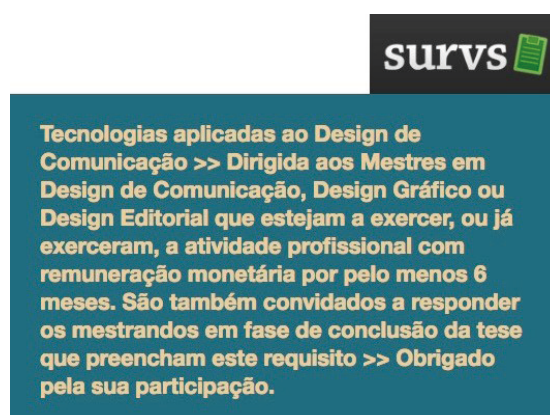 survs
Tecnologias aplicadas ao Design de
Comunicação >> Dirigida aos Mestres em
Design de Comunicação, Design Gráfico ou
Design Editorial que estejam a exercer, ou já
exerceram, a atividade profissional com
remuneração monetária por pelo menos 6
meses. São também convidados a responder
os mestrandos em fase de conclusão da tese
que preencham este requisito >> Obrigado
pela sua participação.